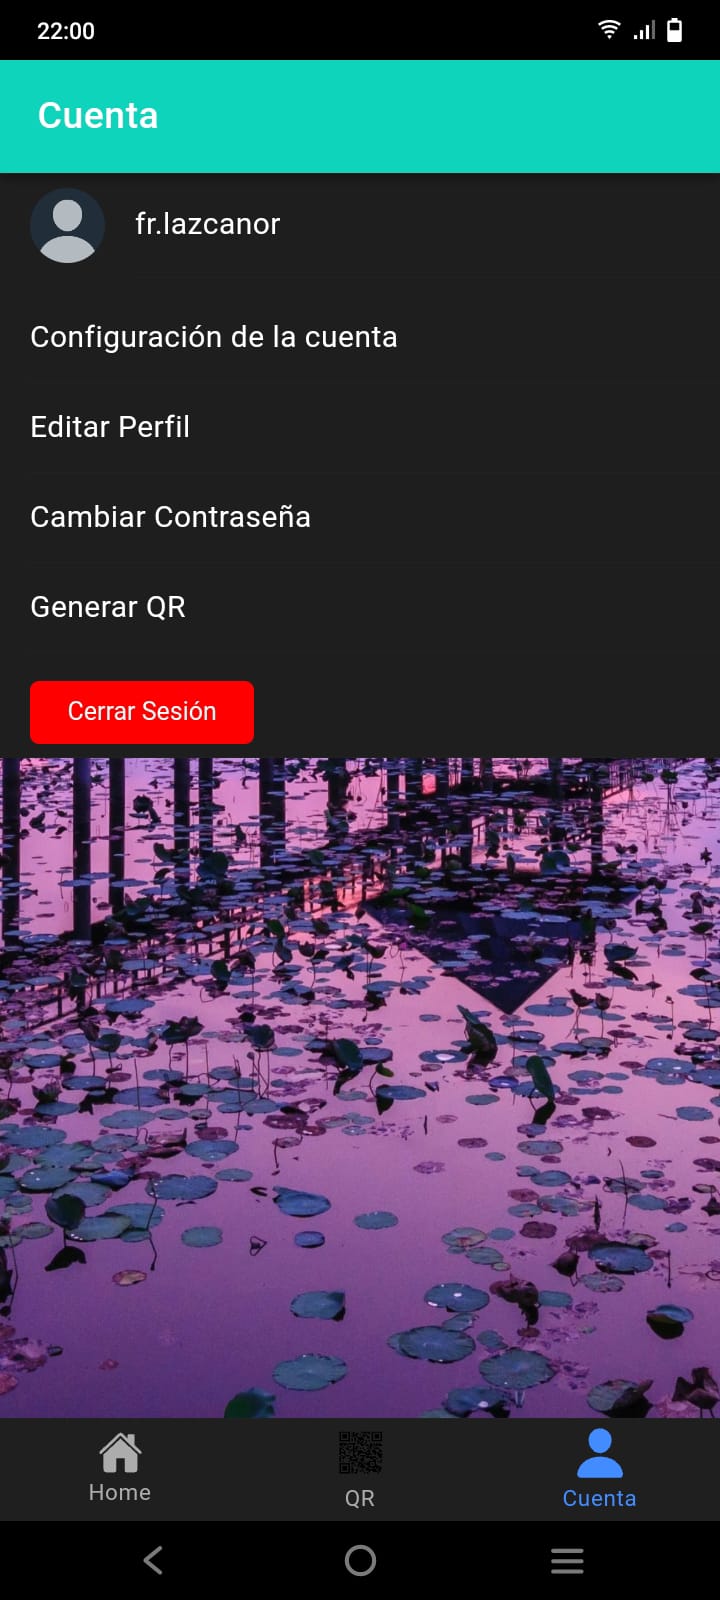 22:00
Cuenta
fr.lazcanor
Configuración de la cuenta
Editar Perfil
Cambiar Contraseña
Generar QR
Cerrar Sesión
Home
QR
Cuenta